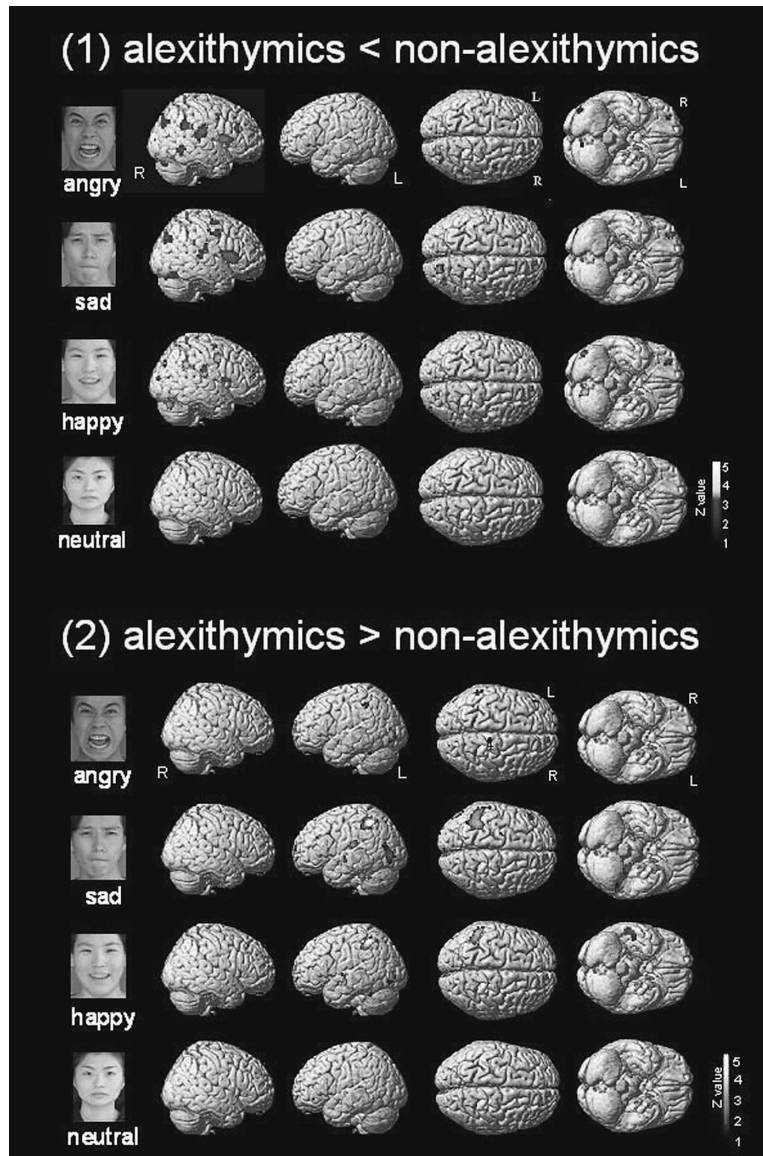 (1) alexithymics < non-alexithymics
L
R
angry
R
L
R
L
sad
happy
neutral
Z value
5
4
3
2
1
(2) alexithymics > non-alexithymics
L
R
angry
R
L
R
L
sad
happy
neutral
Z value
5
4
3
2
1